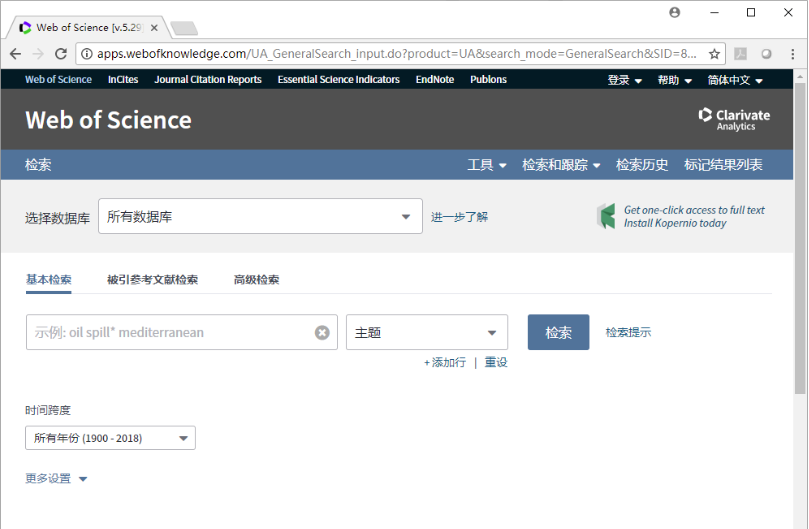 Web of Science [v.5.29]
apps.webofknowledge.com/UA_GeneralSearch_input.do?product=UA&search_mode=GeneralSearch&SID=8...
Web of Science InCites Journal Citation Reports Essential Science Indicators EndNote Publons 登录 帮助 简体中文
Web of Science
Clarivate
Analytics
检索 工具 检索和跟踪 检索历史 标记结果列表
选择数据库 所有数据库 进一步了解
Get one-click access to full text
Install Kopernio today
基本检索 被引参考文献检索 高级检索
示例: oil spill* mediterranean 主题 检索 检索提示
+ 添加行 | 重设
时间跨度
所有年份 (1900 - 2018)
更多设置